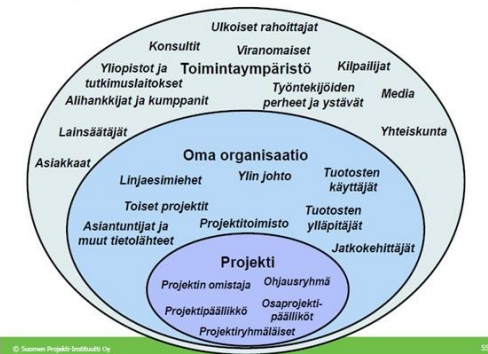 Ulkoiset rahoittajat
Konsultit
Viranomaiset
Yliopistot ja
tutkimuslaitokset
Toimintaympäristö
Kilpailijat
Alihankkijat ja kumppanit
Työntekijöiden
perheet ja ystävät
Media
Lainsäätäjät
Yhteiskunta
Asiakkaat
Oma organisaatio
Linjaesimiehet
Ylin johto
Tuotosten
käyttäjät
Toiset projektit
Asiantuntijat ja
muut tietolähteet
Projektitoimisto
Tuotosten
ylläpitäjät
Jatkokehittäjät
Projekti
Projektin omistaja
Ohjausryhmä
Projektipäällikkö
Osaprojekti-
päälliköt
Projektiryhmäläiset
© Suomen Projekti-Instituutti Oy